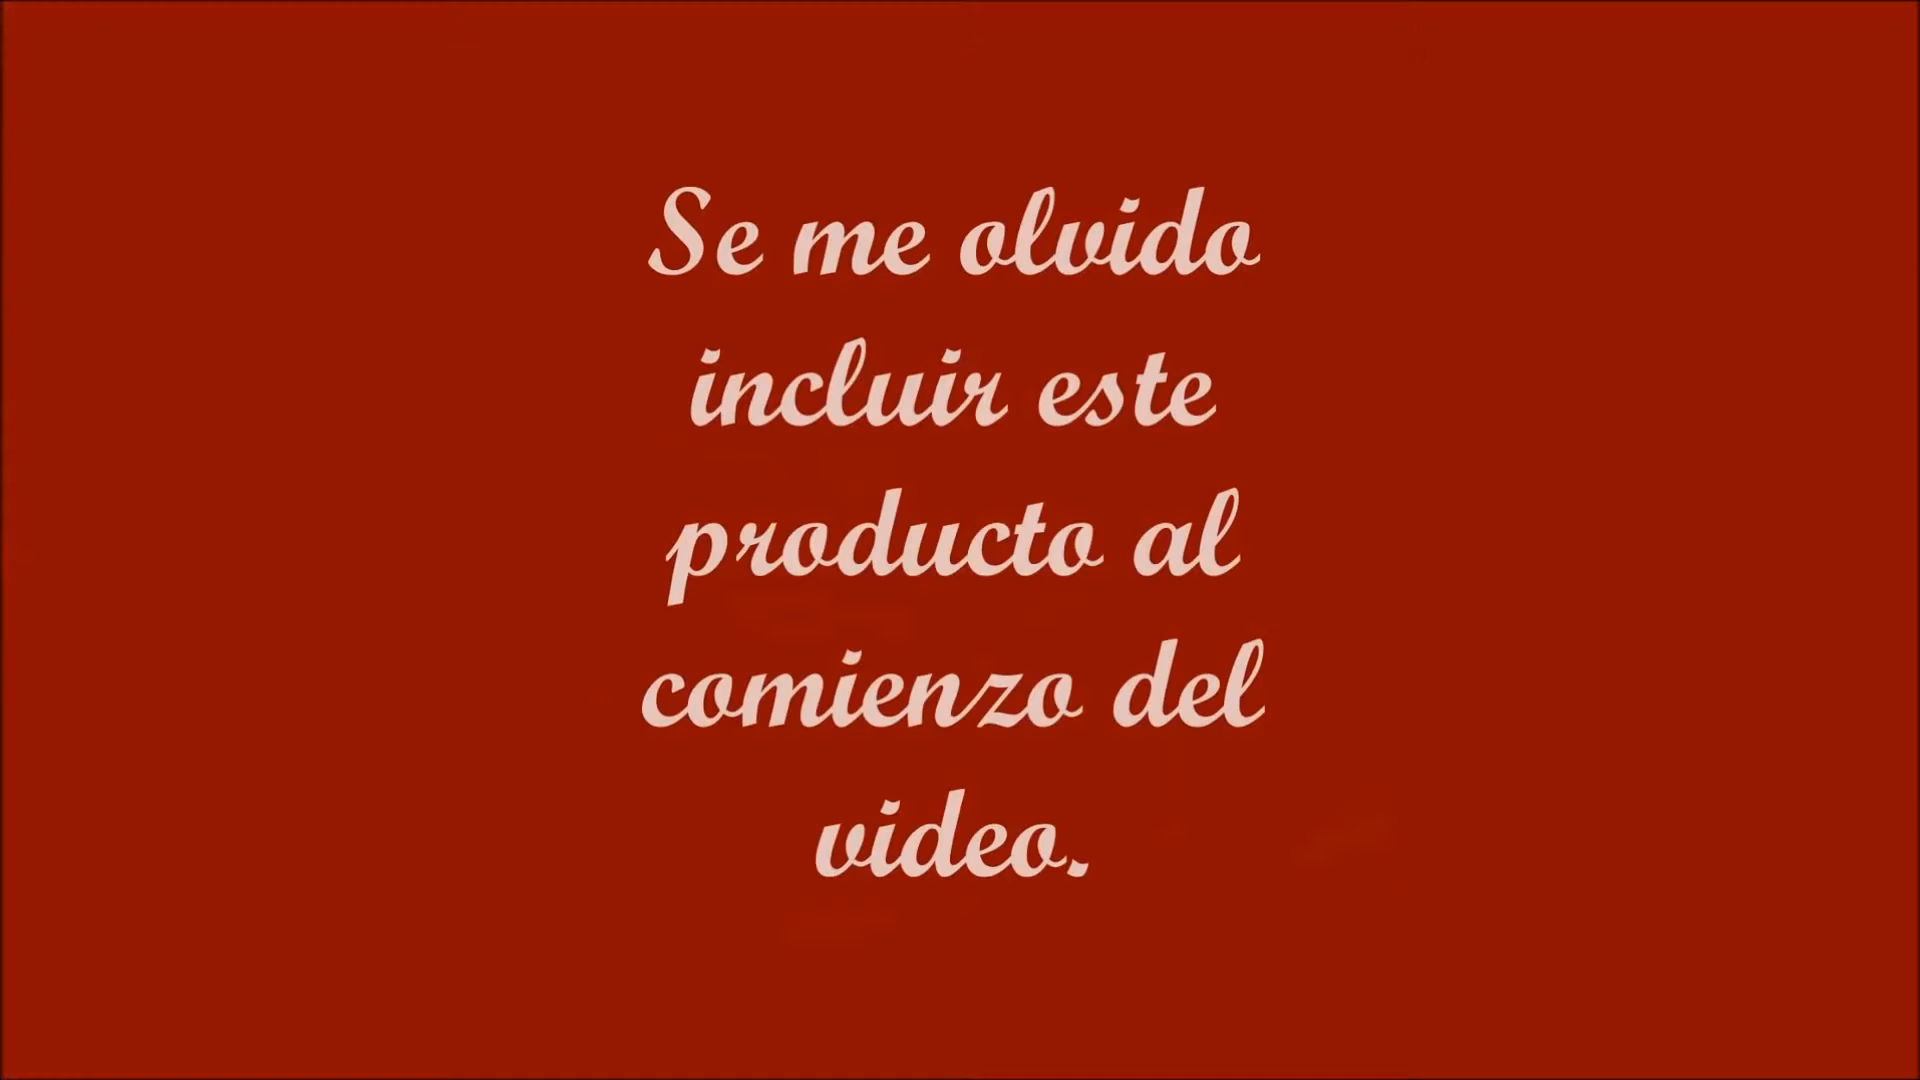 Se me olvido
incluir este
producto al
comienzo del
video.